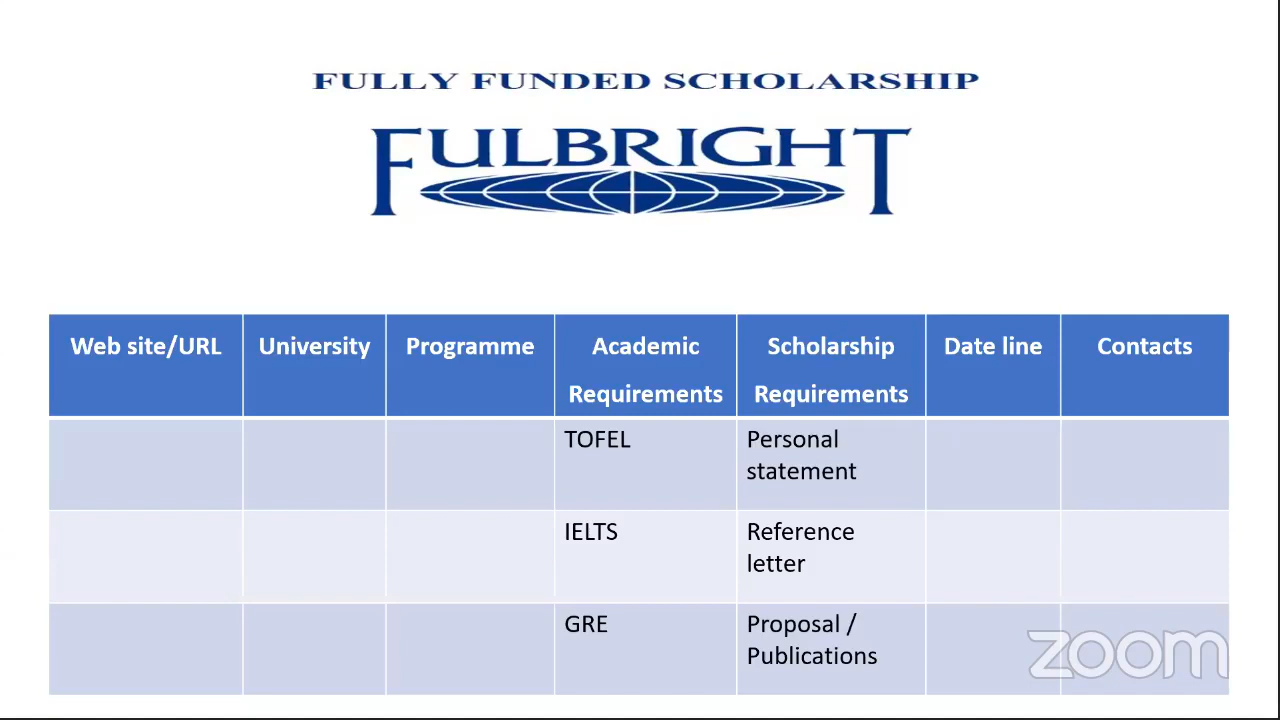 FULLY FUNDED SCHOLARSHIP
FULBRIGHT
Web site/URL University Programme Academic Requirements Scholarship Requirements Date line Contacts
TOFEL Personal statement
IELTS Reference letter
GRE Proposal / Publications
zoom